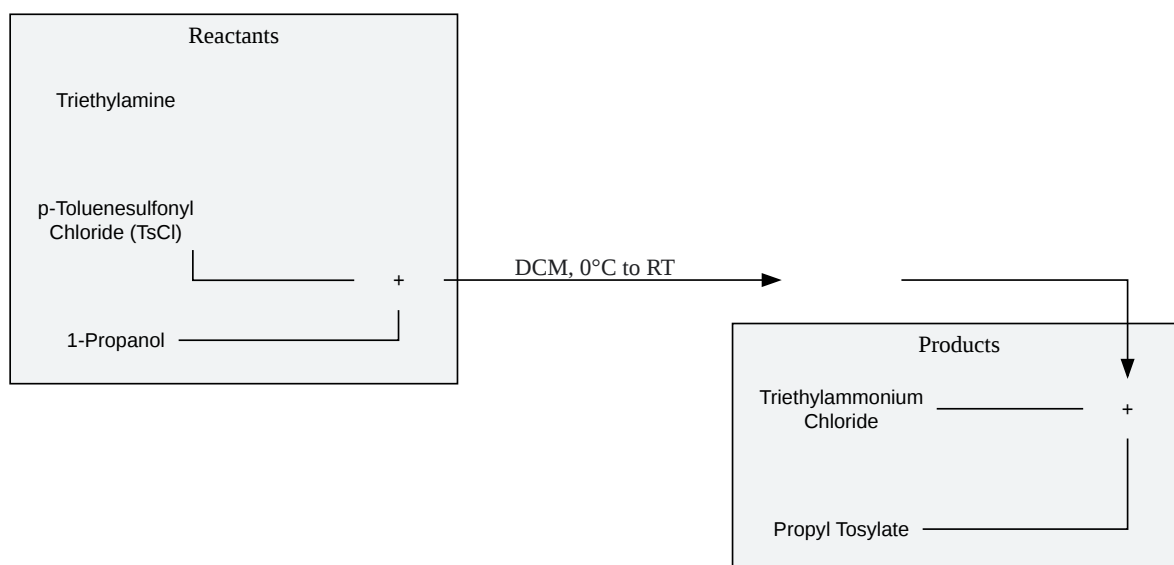 Reactants
Triethylamine
p-Toluenesulfonyl
Chloride (TsCl)
+
1-Propanol
DCM, 0°C to RT
Products
Triethylammonium
Chloride
+
Propyl Tosylate